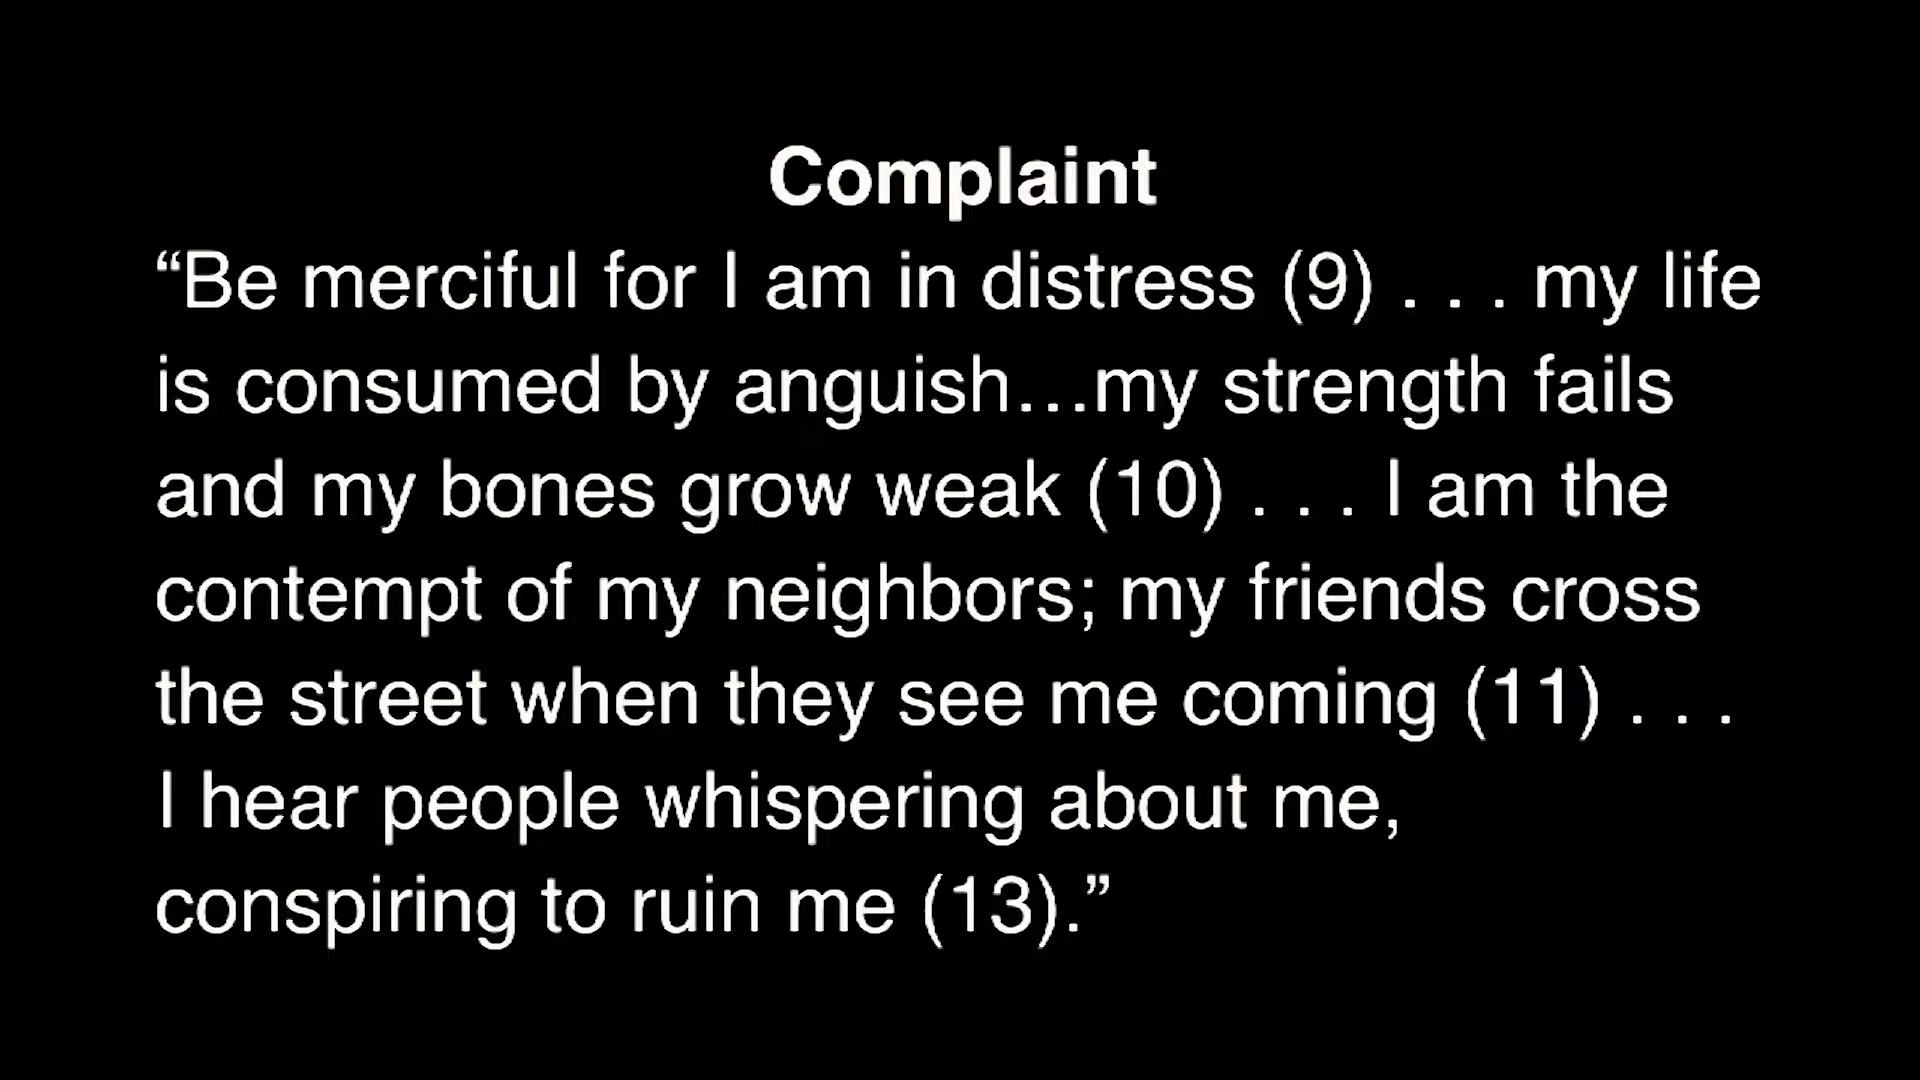 Complaint
“Be merciful for I am in distress (9) . . . my life
is consumed by anguish…my strength fails
and my bones grow weak (10) . . . I am the
contempt of my neighbors; my friends cross
the street when they see me coming (11) . . .
I hear people whispering about me,
conspiring to ruin me (13).”